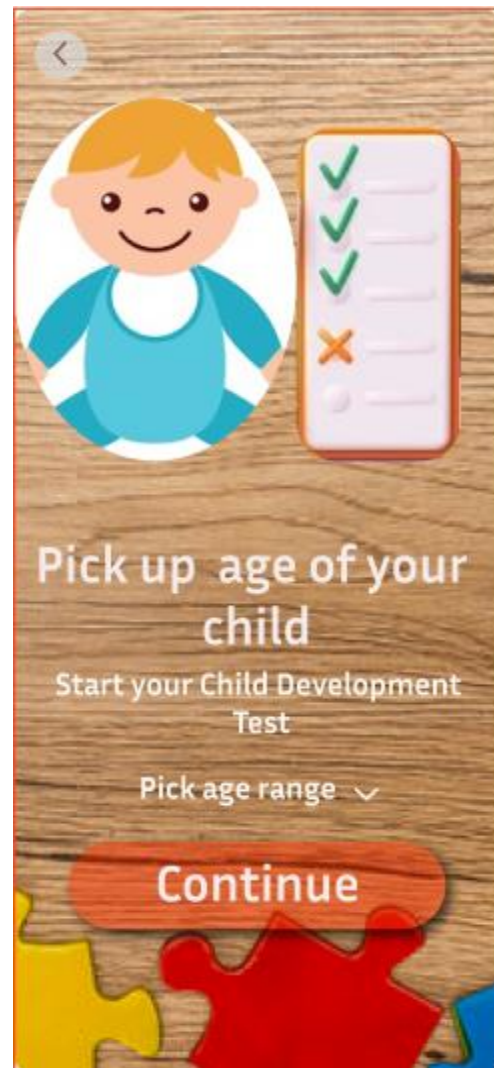 Pick up age of your
child
Start your Child Development
Test
Pick age range
Continue